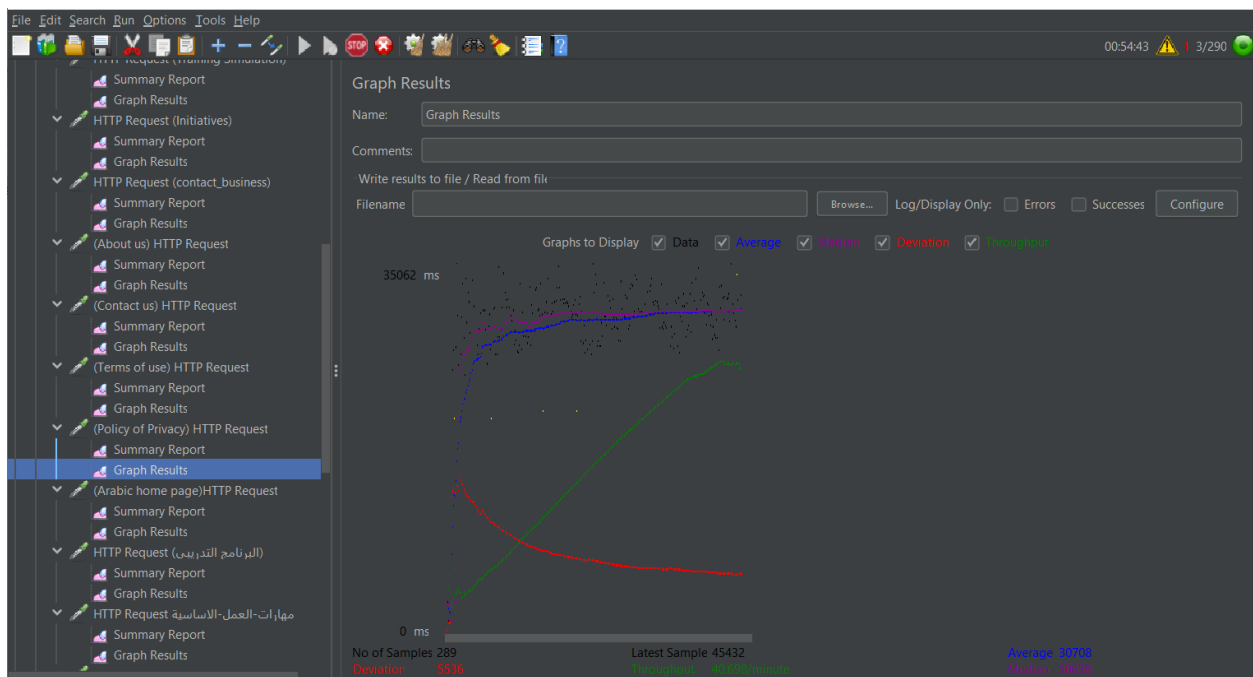 File Edit Search Run Options Tools Help
00:54:43 3/290
HTTP Request (Training Simulation)
Summary Report
Graph Results
HTTP Request (Initiatives)
Summary Report
Graph Results
HTTP Request (contact_business)
Summary Report
Graph Results
(About us) HTTP Request
Summary Report
Graph Results
(Contact us) HTTP Request
Summary Report
Graph Results
(Terms of use) HTTP Request
Summary Report
Graph Results
(Policy of Privacy) HTTP Request
Summary Report
Graph Results
(Arabic home page)HTTP Request
Summary Report
Graph Results
HTTP Request (البرنامج التدريبى)
Summary Report
Graph Results
HTTP Request مهارات-العمل-الاساسية
Summary Report
Graph Results
Graph Results
Name: Graph Results
Comments:
Write results to file / Read from file
Filename Browse... Log/Display Only: Errors Successes Configure
Graphs to Display Data Average Median Deviation Throughput
35062 ms
0 ms
No of Samples 289 Latest Sample 45432 Average 30708
Deviation 5536 Throughput 40.698/minute Median